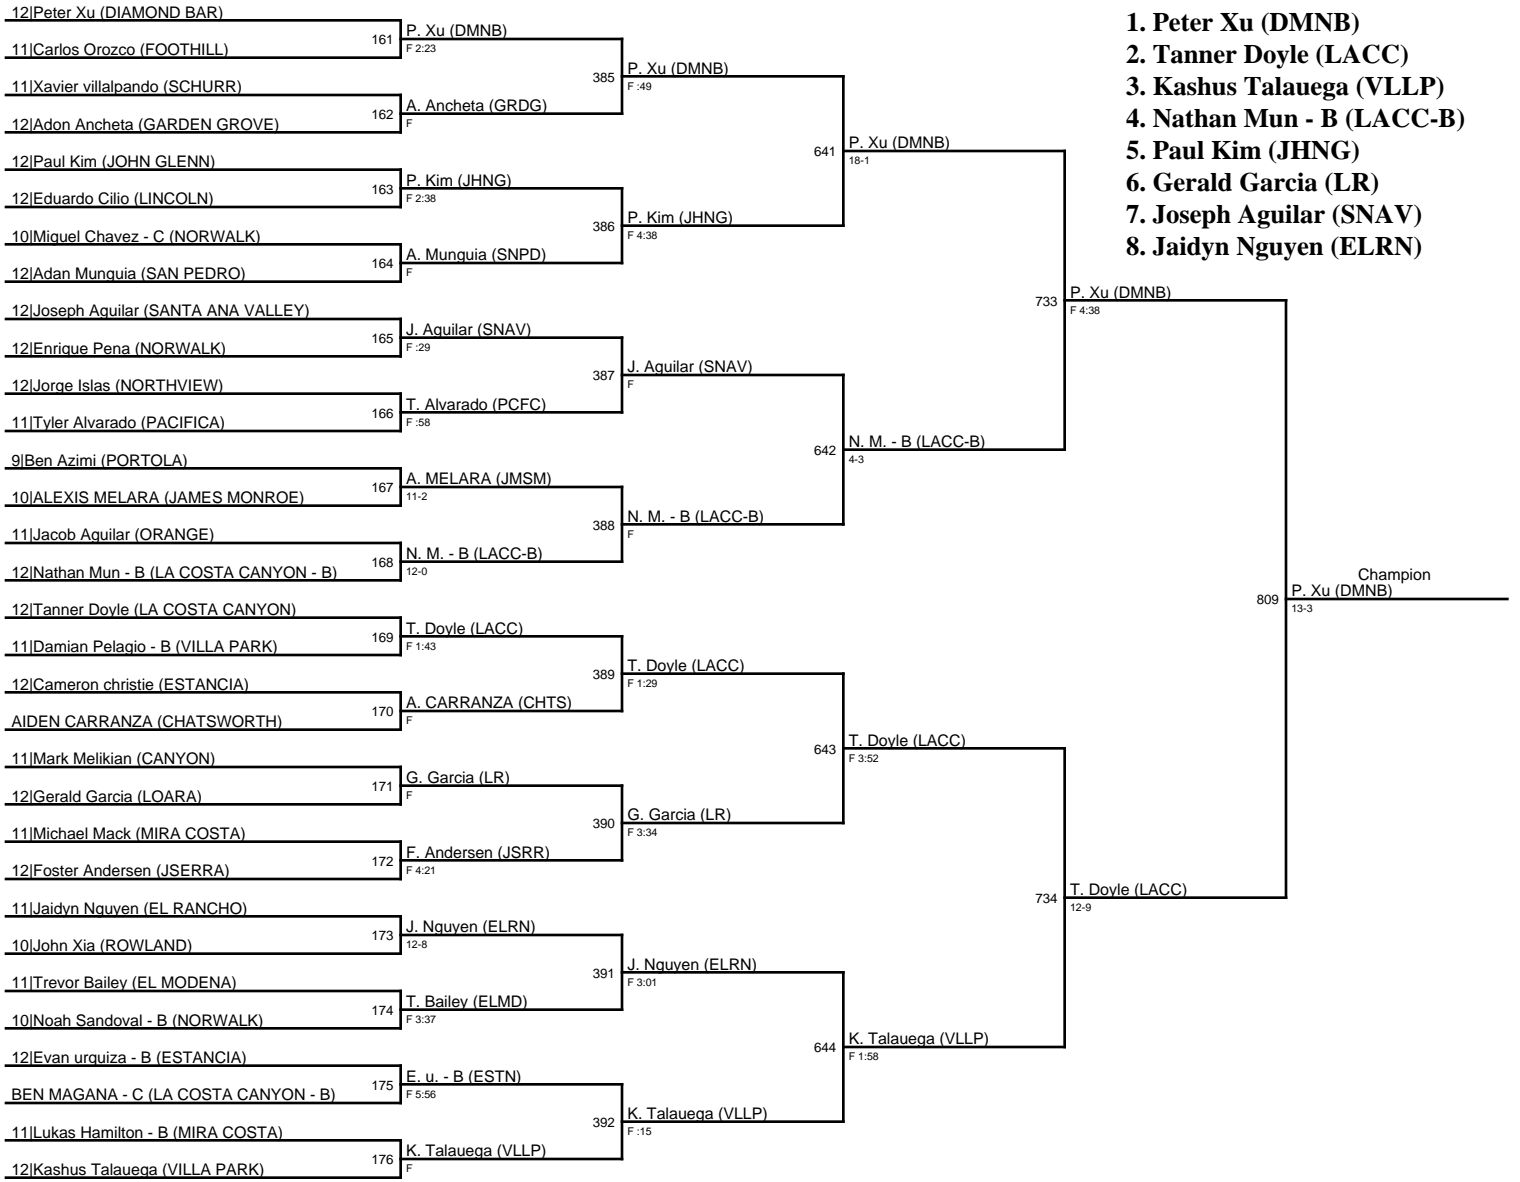 12|Peter Xu (DIAMOND BAR)
11|Carlos Orozco (FOOTHILL)
11|Xavier villalpando (SCHURR)
12|Adon Ancheta (GARDEN GROVE)
12|Paul Kim (JOHN GLENN)
12|Eduardo Cilio (LINCOLN)
10|Miguel Chavez - C (NORWALK)
12|Adan Munguia (SAN PEDRO)
12|Joseph Aguilar (SANTA ANA VALLEY)
12|Enrique Pena (NORWALK)
12|Jorge Islas (NORTHVIEW)
11|Tyler Alvarado (PACIFICA)
9|Ben Azimi (PORTOLA)
10|ALEXIS MELARA (JAMES MONROE)
11|Jacob Aguilar (ORANGE)
12|Nathan Mun - B (LA COSTA CANYON - B)
12|Tanner Doyle (LA COSTA CANYON)
11|Damian Pelagio - B (VILLA PARK)
12|Cameron christie (ESTANCIA)
AIDEN CARRANZA (CHATSWORTH)
11|Mark Melikian (CANYON)
12|Gerald Garcia (LOARA)
11|Michael Mack (MIRA COSTA)
12|Foster Andersen (JSERRA)
11|Jaidyn Nguyen (EL RANCHO)
10|John Xia (ROWLAND)
11|Trevor Bailey (EL MODENA)
10|Noah Sandoval - B (NORWALK)
12|Evan urquiza - B (ESTANCIA)
BEN MAGANA - C (LA COSTA CANYON - B)
11|Lukas Hamilton - B (MIRA COSTA)
12|Kashus Talauega (VILLA PARK)
161 P. Xu (DMNB)
F 2:23
162 A. Ancheta (GRDG)
F
163 P. Kim (JHNG)
F 2:38
164 A. Munguia (SNPD)
F
165 J. Aguilar (SNAV)
F :29
166 T. Alvarado (PCFC)
F :58
167 A. MELARA (JMSM)
11-2
168 N. M. - B (LACC-B)
12-0
169 T. Doyle (LACC)
F 1:43
170 A. CARRANZA (CHTS)
F
171 G. Garcia (LR)
F
172 F. Andersen (JSRR)
F 4:21
173 J. Nguyen (ELRN)
12-8
174 T. Bailey (ELMD)
F 3:37
175 E. u. - B (ESTN)
F 5:56
176 K. Talauega (VLLP)
F
385 P. Xu (DMNB)
F :49
386 P. Kim (JHNG)
F 4:38
387 J. Aguilar (SNAV)
F
388 N. M. - B (LACC-B)
F
389 T. Doyle (LACC)
F 1:29
390 G. Garcia (LR)
F 3:34
391 J. Nguyen (ELRN)
F 3:01
392 K. Talauega (VLLP)
F :15
641 P. Xu (DMNB)
18-1
642 N. M. - B (LACC-B)
4-3
643 T. Doyle (LACC)
F 3:52
644 K. Talauega (VLLP)
F 1:58
733 P. Xu (DMNB)
F 4:38
734 T. Doyle (LACC)
12-9
Champion
809 P. Xu (DMNB)
13-3
1. Peter Xu (DMNB)
2. Tanner Doyle (LACC)
3. Kashus Talauega (VLLP)
4. Nathan Mun - B (LACC-B)
5. Paul Kim (JHNG)
6. Gerald Garcia (LR)
7. Joseph Aguilar (SNAV)
8. Jaidyn Nguyen (ELRN)